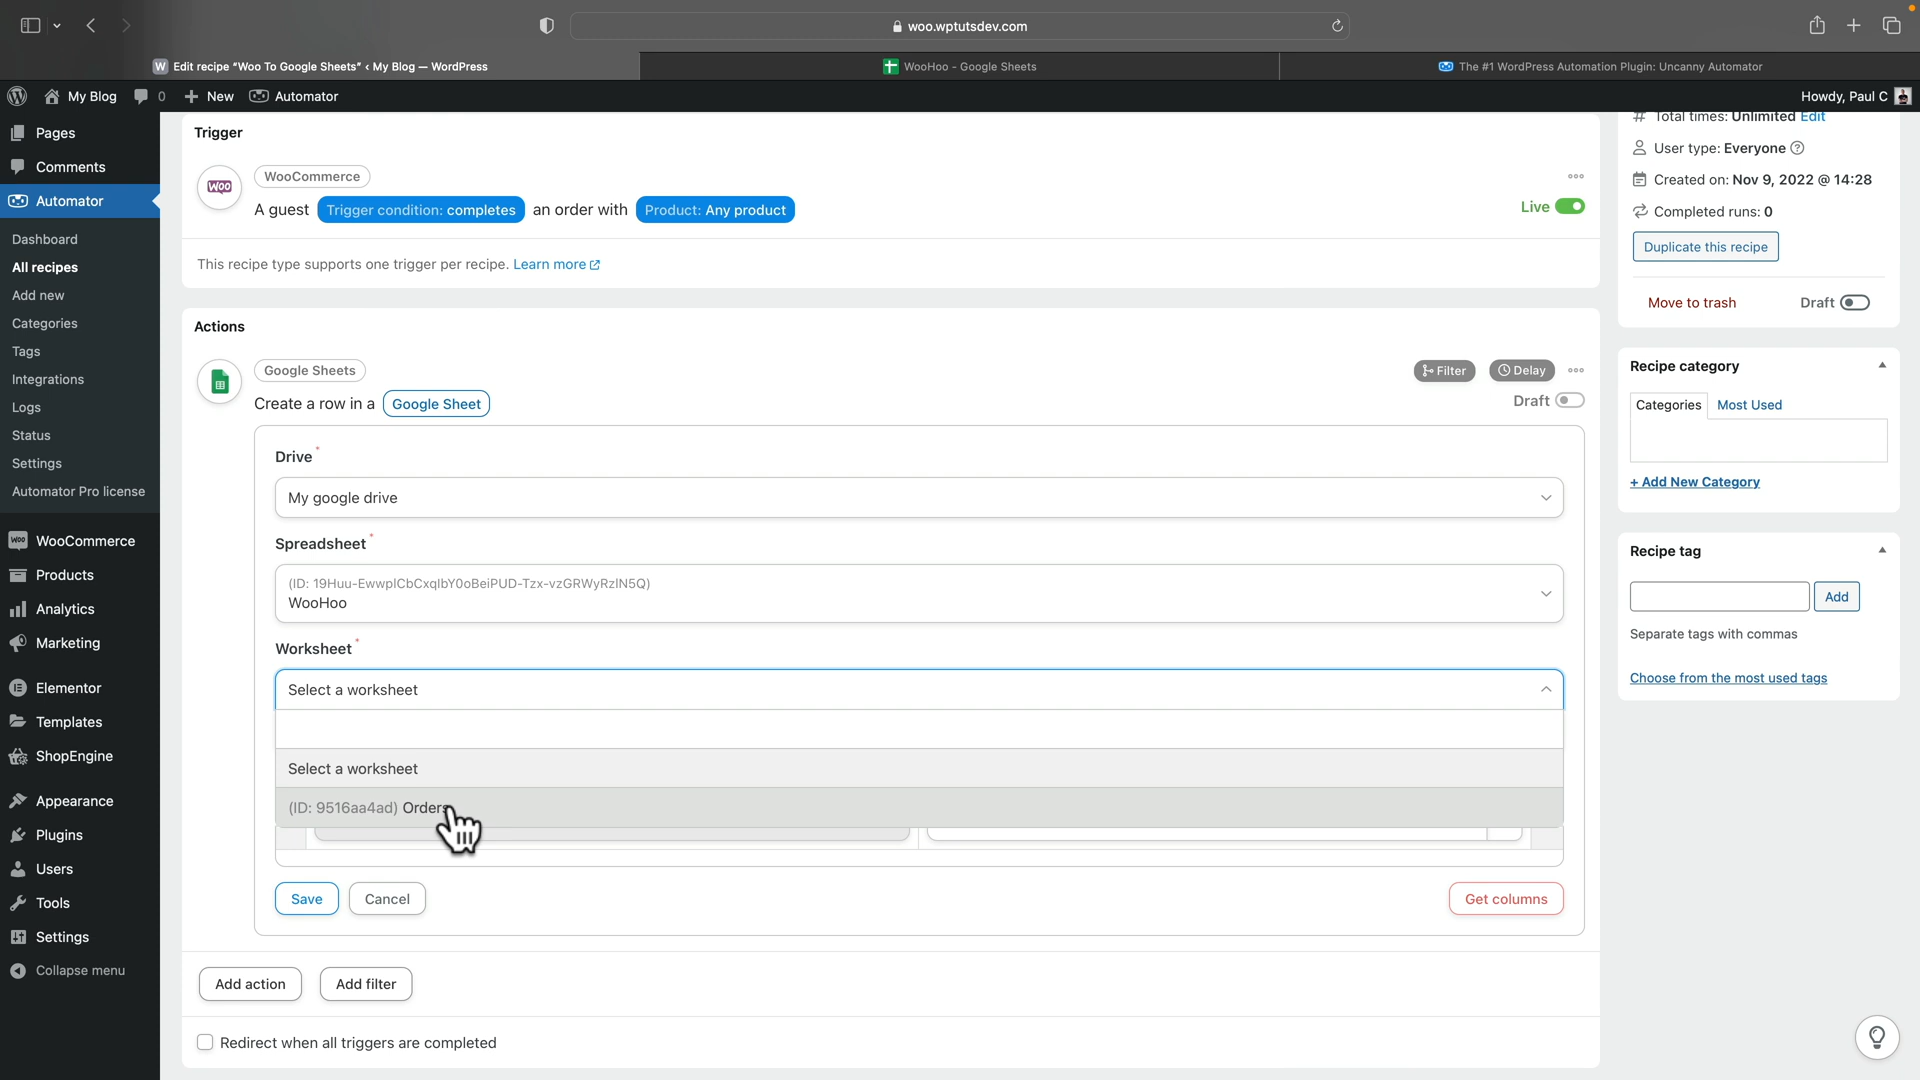 woo.wptutsdev.com
W Edit recipe “Woo To Google Sheets” ‹ My Blog — WordPress
WooHoo - Google Sheets
The #1 WordPress Automation Plugin: Uncanny Automator
My Blog 0 New Automator
Howdy, Paul C
Pages
Comments
Automator
Dashboard
All recipes
Add new
Categories
Tags
Integrations
Logs
Status
Settings
Automator Pro license
WooCommerce
Products
Analytics
Marketing
Elementor
Templates
ShopEngine
Appearance
Plugins
Users
Tools
Settings
Collapse menu
Trigger
WOO
WooCommerce
A guest Trigger condition: completes an order with Product: Any product
Live
This recipe type supports one trigger per recipe. Learn more
Actions
Google Sheets
Filter Delay
Create a row in a Google Sheet
Draft
Drive *
My google drive
Spreadsheet *
(ID: 19Huu-EwwplCbCxqlbY0oBeiPUD-Tzx-vzGRWyRzlN5Q)
WooHoo
Worksheet *
Select a worksheet
Select a worksheet
(ID: 9516aa4ad) Orders
Save Cancel
Get columns
Add action Add filter
Redirect when all triggers are completed
# Total times: Unlimited Edit
User type: Everyone ?
Created on: Nov 9, 2022 @ 14:28
Completed runs: 0
Duplicate this recipe
Move to trash Draft
Recipe category
Categories Most Used
+ Add New Category
Recipe tag
Add
Separate tags with commas
Choose from the most used tags